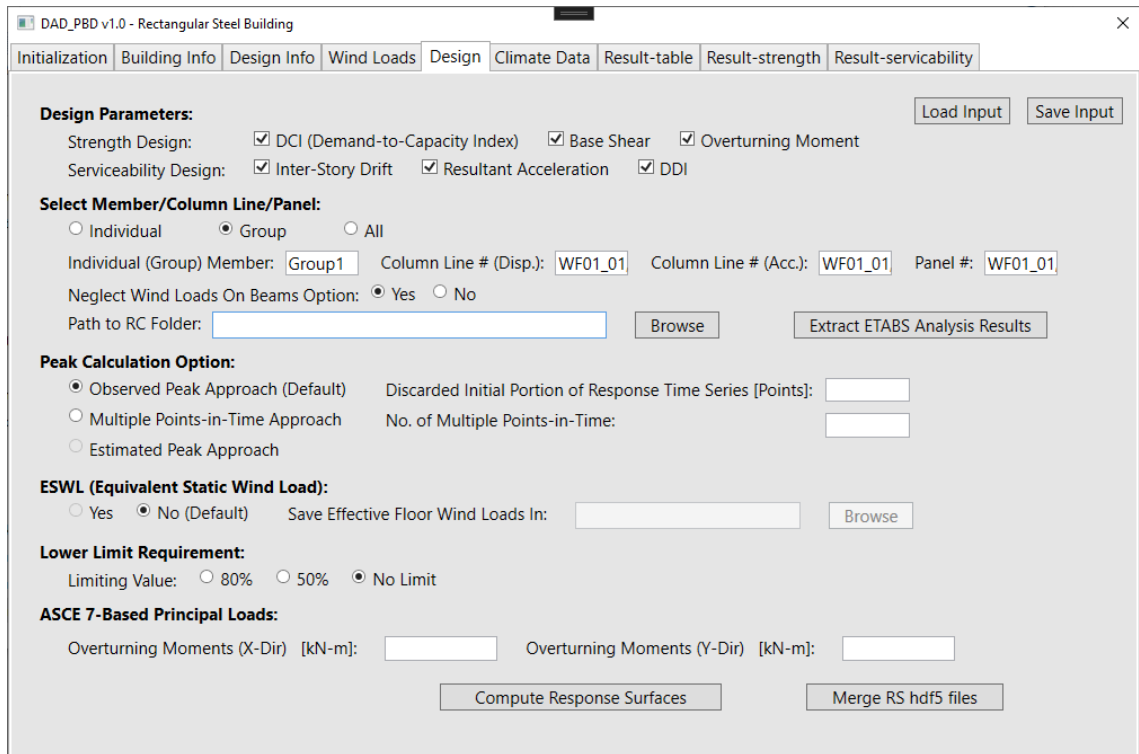 DAD_PBD v1.0 - Rectangular Steel Building
Initialization Building Info Design Info Wind Loads Design Climate Data Result-table Result-strength Result-servicability
Design Parameters: Load Input Save Input
Strength Design: DCI (Demand-to-Capacity Index) Base Shear Overturning Moment
Serviceability Design: Inter-Story Drift Resultant Acceleration DDI
Select Member/Column Line/Panel:
Individual Group All
Individual (Group) Member: Group1 Column Line # (Disp.): WF01_01, Column Line # (Acc.): WF01_01, Panel #: WF01_01,
Neglect Wind Loads On Beams Option: Yes No
Path to RC Folder: Browse Extract ETABS Analysis Results
Peak Calculation Option:
Observed Peak Approach (Default) Discarded Initial Portion of Response Time Series [Points]:
Multiple Points-in-Time Approach No. of Multiple Points-in-Time:
Estimated Peak Approach
ESWL (Equivalent Static Wind Load):
Yes No (Default) Save Effective Floor Wind Loads In: Browse
Lower Limit Requirement:
Limiting Value: 80% 50% No Limit
ASCE 7-Based Principal Loads:
Overturning Moments (X-Dir) [kN-m]: Overturning Moments (Y-Dir) [kN-m]:
Compute Response Surfaces Merge RS hdf5 files